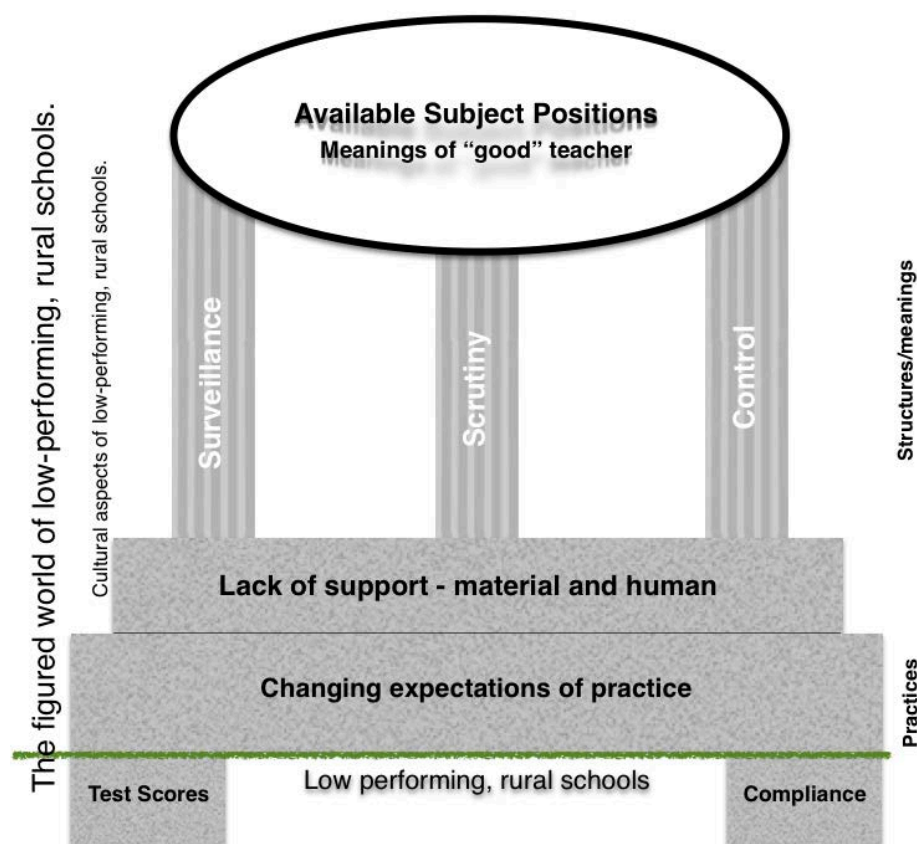 The figured world of low-performing, rural schools.
Cultural aspects of low-performing, rural schools.
Available Subject Positions
Meanings of “good” teacher
Surveillance
Scrutiny
Control
Structures/meanings
Lack of support - material and human
Changing expectations of practice
Practices
Test Scores
Low performing, rural schools
Compliance